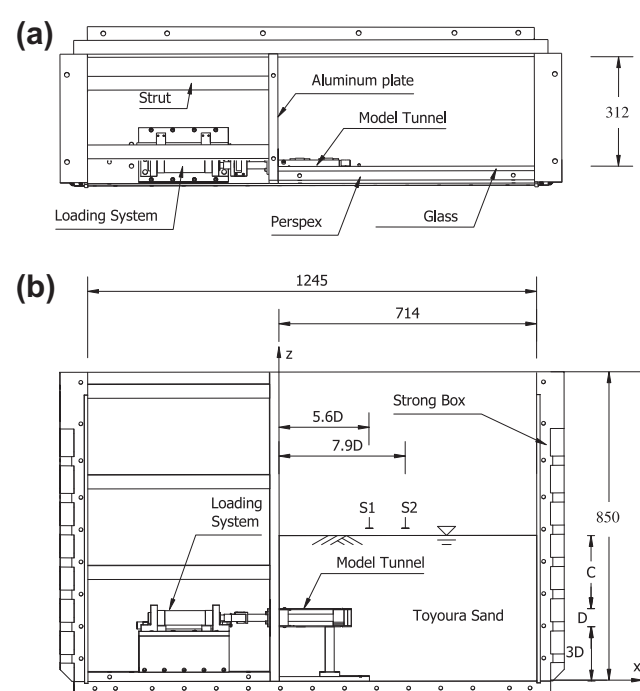 (a)
Aluminum plate
Strut
Model Tunnel
312
Loading System
Perspex
Glass
(b)
1245
714
z
Strong Box
5.6D
7.9D
S1
S2
Loading
System
850
C
Model Tunnel
Toyoura Sand
D
3D
x